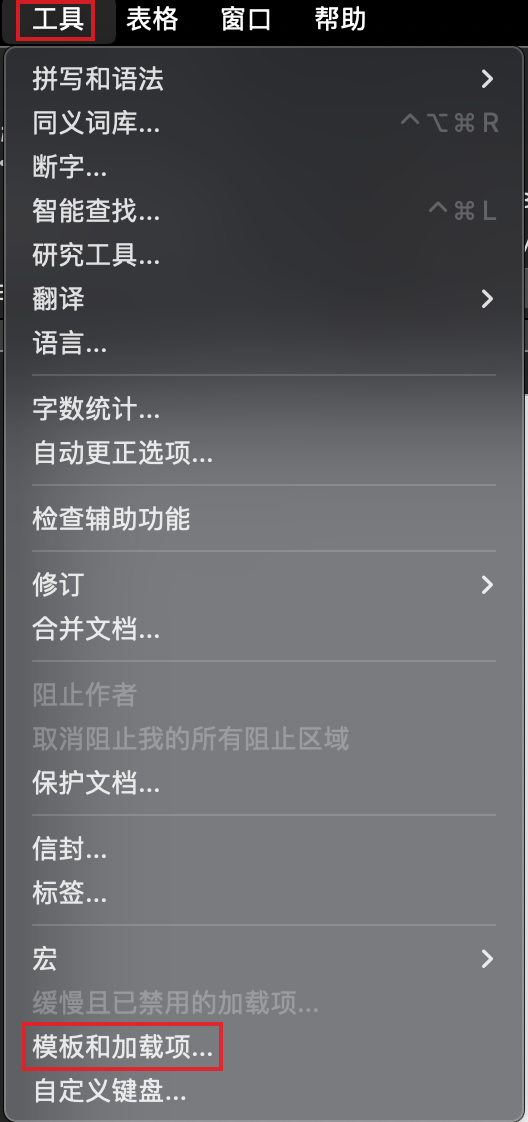 工具 表格 窗口 帮助
拼写和语法
同义词库... ^⌥⌘R
断字...
智能查找... ^⌘L
研究工具...
翻译
语言...
字数统计...
自动更正选项...
检查辅助功能
修订
合并文档...
阻止作者
取消阻止我的所有阻止区域
保护文档...
信封...
标签...
宏
缓慢且已禁用的加载项...
模板和加载项...
自定义键盘...